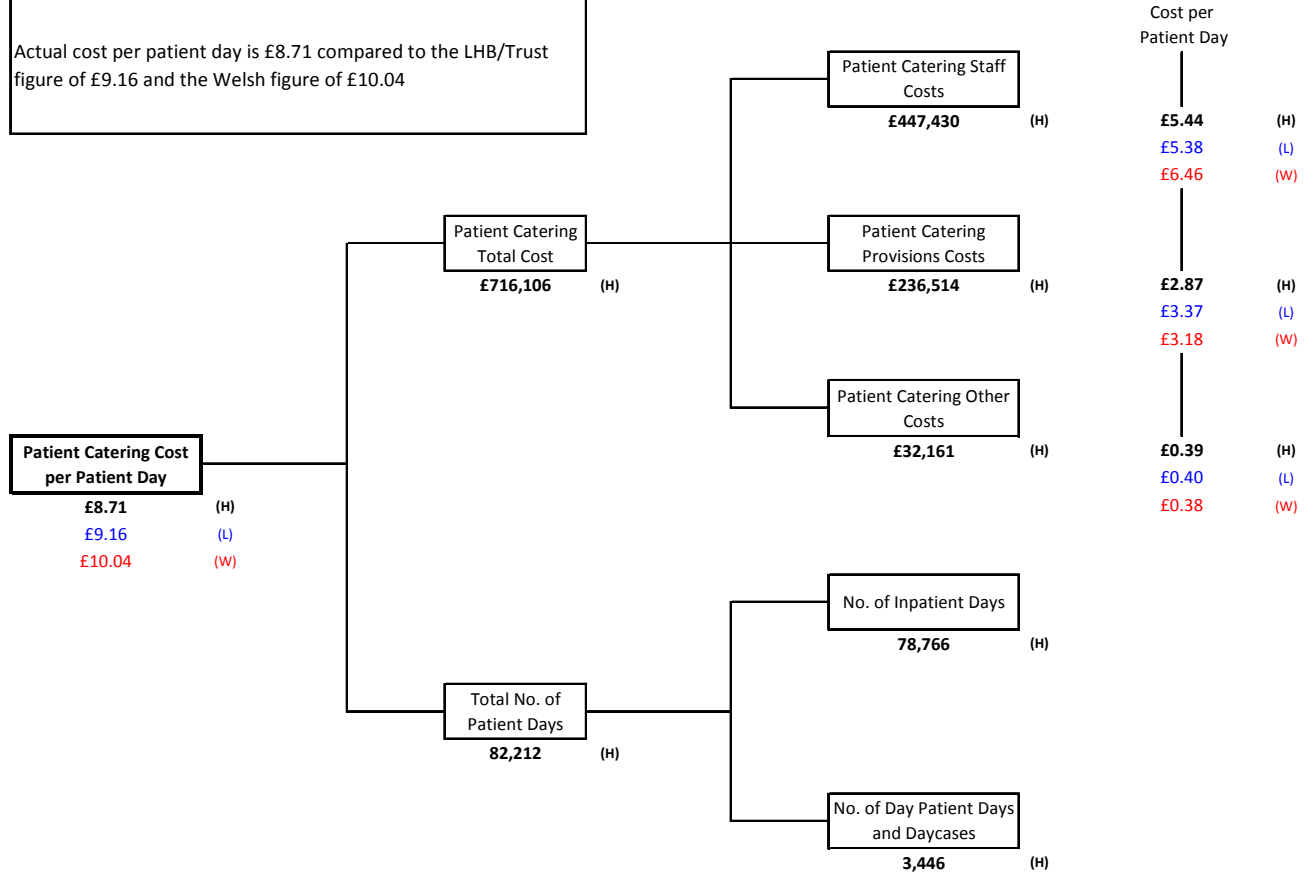 Actual cost per patient day is £8.71 compared to the LHB/Trust
figure of £9.16 and the Welsh figure of £10.04
Cost per
Patient Day
Patient Catering Staff
Costs
£447,430 (H) £5.44 (H)
£5.38 (L)
£6.46 (W)
Patient Catering
Total Cost
£716,106 (H)
Patient Catering
Provisions Costs
£236,514 (H) £2.87 (H)
£3.37 (L)
£3.18 (W)
Patient Catering Other
Costs
£32,161 (H) £0.39 (H)
£0.40 (L)
£0.38 (W)
Patient Catering Cost
per Patient Day
£8.71 (H)
£9.16 (L)
£10.04 (W)
No. of Inpatient Days
78,766 (H)
Total No. of
Patient Days
82,212 (H)
No. of Day Patient Days
and Daycases
3,446 (H)